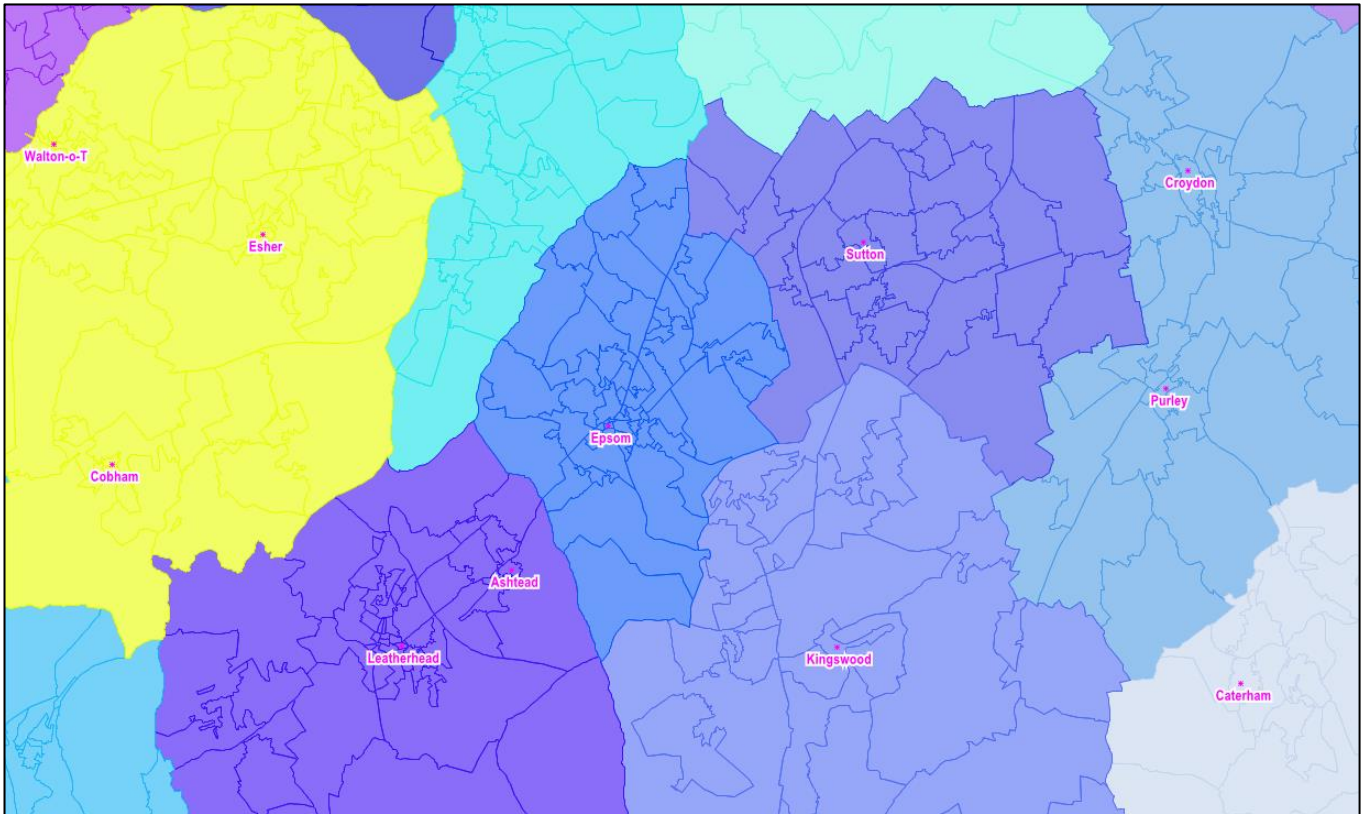 Walton-o-T
Croydon
Esher
Sutton
Purley
Epsom
Cobham
Ashtead
Leatherhead
Kingswood
Caterham